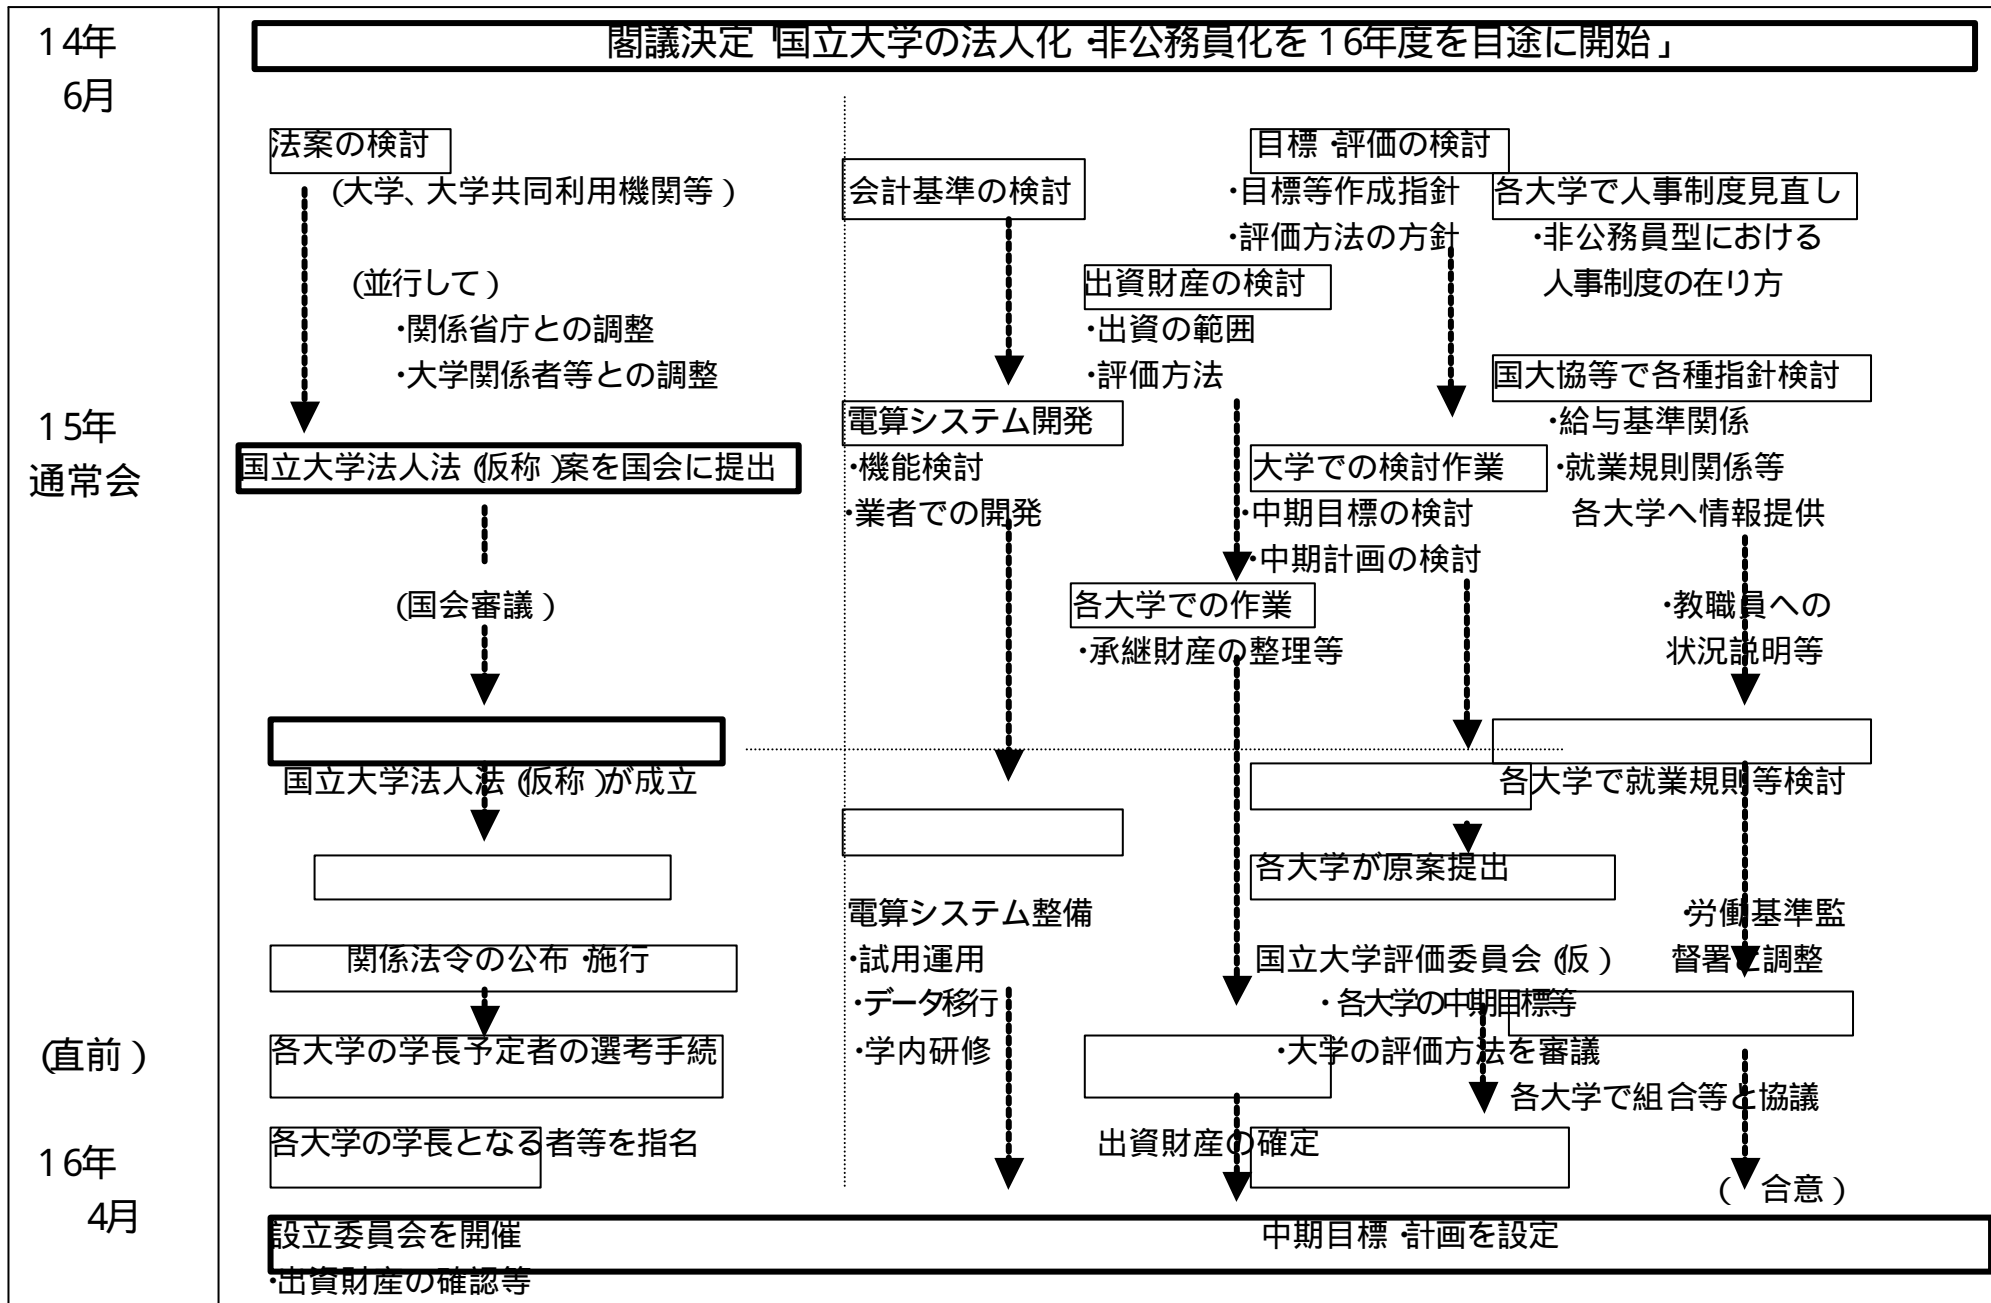 14年
6月
閣議決定「国立大学の法人化・非公務員化を16年度を目途に開始」
法案の検討
(大学、大学共同利用機関等)
(並行して)
・関係省庁との調整
・大学関係者等との調整
15年
通常会
国立大学法人法(仮称)案を国会に提出
(国会審議)
国立大学法人法(仮称)が成立
関係法令の公布・施行
(直前)
各大学の学長予定者の選考手続
各大学の学長となる者等を指名
16年
4月
設立委員会を開催
・出資財産の確認等
会計基準の検討
電算システム開発
・機能検討
・業者での開発
電算システム整備
・試用運用
・データ移行
・学内研修
出資財産の検討
・出資の範囲
・評価方法
各大学での作業
・承継財産の整理等
出資財産の確定
目標・評価の検討
・目標等作成指針
・評価方法の方針
大学での検討作業
・中期目標の検討
・中期計画の検討
各大学が原案提出
国立大学評価委員会(仮)
・各大学の中期目標等
・大学の評価方法を審議
中期目標・計画を設定
各大学で人事制度見直し
・非公務員型における
人事制度の在り方
国大協等で各種指針検討
・給与基準関係
・就業規則関係等
各大学へ情報提供
・教職員への
状況説明等
各大学で就業規則等検討
・労働基準監
督署と調整
各大学で組合等と協議
( 合意)